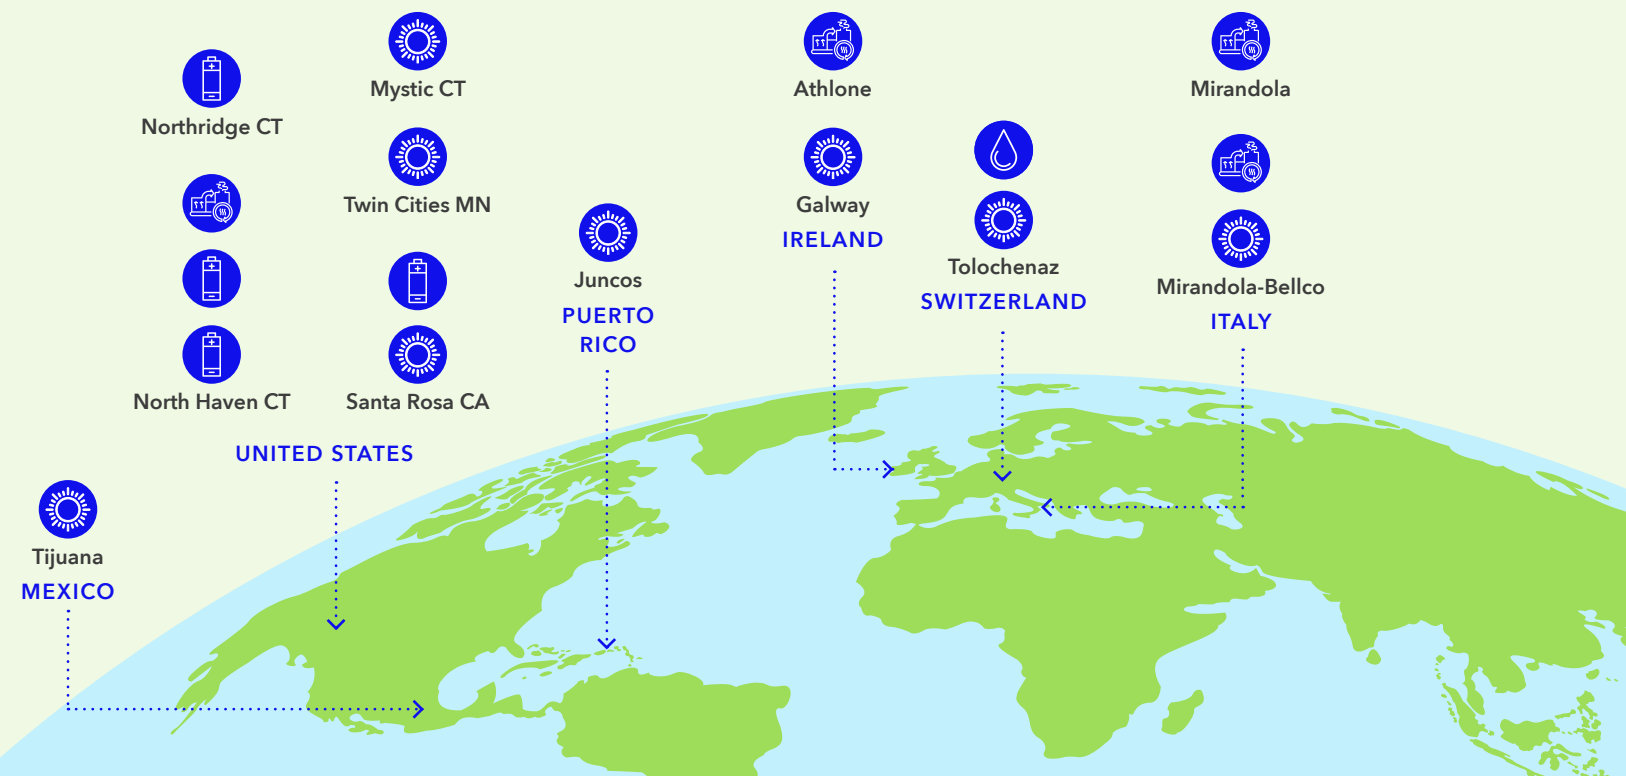 Northridge CT
North Haven CT
Mystic CT
Twin Cities MN
Santa Rosa CA
UNITED STATES
Tijuana
MEXICO
Juncos
PUERTO
RICO
Athlone
Galway
IRELAND
Tolochenaz
SWITZERLAND
Mirandola
Mirandola-Bellco
ITALY